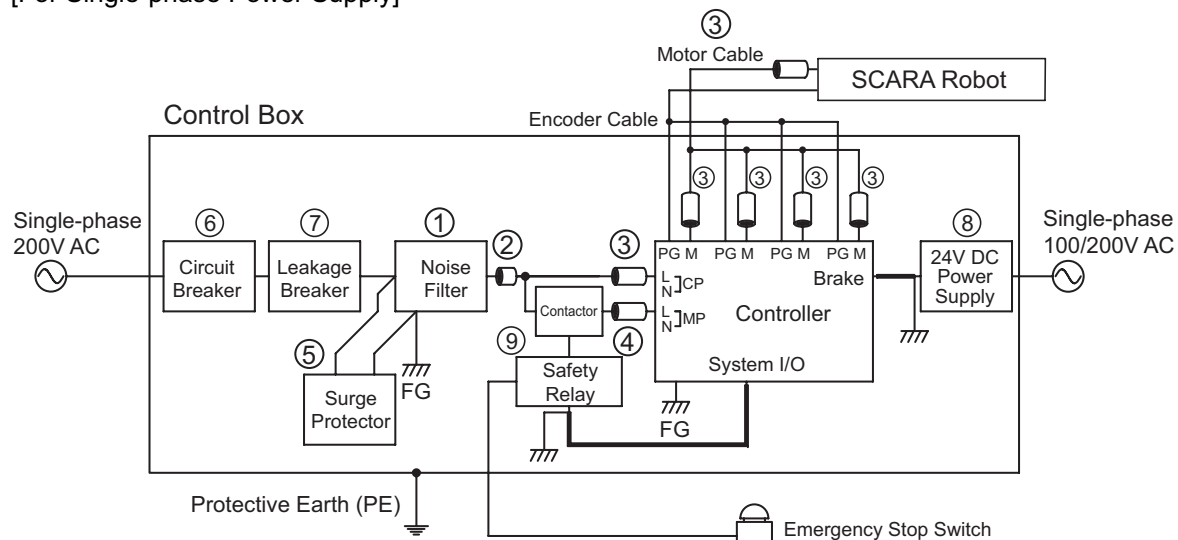 [For Single-phase Power Supply]
③
Motor Cable
SCARA Robot
Control Box
Encoder Cable
③ ③ ③ ③
Single-phase
200V AC
⑥
Circuit
Breaker
⑦
Leakage
Breaker
①
Noise
Filter
②
③
PG M PG M PG M PG M
L
N
CP
L
N
MP
Brake
Controller
System I/O
⑧
24V DC
Power
Supply
Single-phase
100/200V AC
Contactor
④
⑨
Safety
Relay
⑤
Surge
Protector
FG
FG
Protective Earth (PE)
Emergency Stop Switch